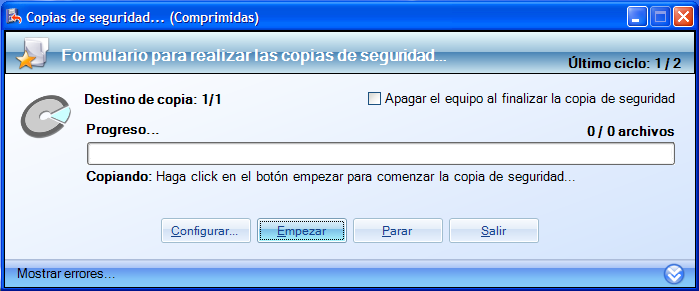 Copias de seguridad... (Comprimidas)
Formulario para realizar las copias de seguridad...
Último ciclo: 1 / 2
Destino de copia: 1/1
Apagar el equipo al finalizar la copia de seguridad
Progreso...
0 / 0 archivos
Copiando: Haga click en el botón empezar para comenzar la copia de seguridad...
Configurar... Empezar Parar Salir
Mostrar errores...